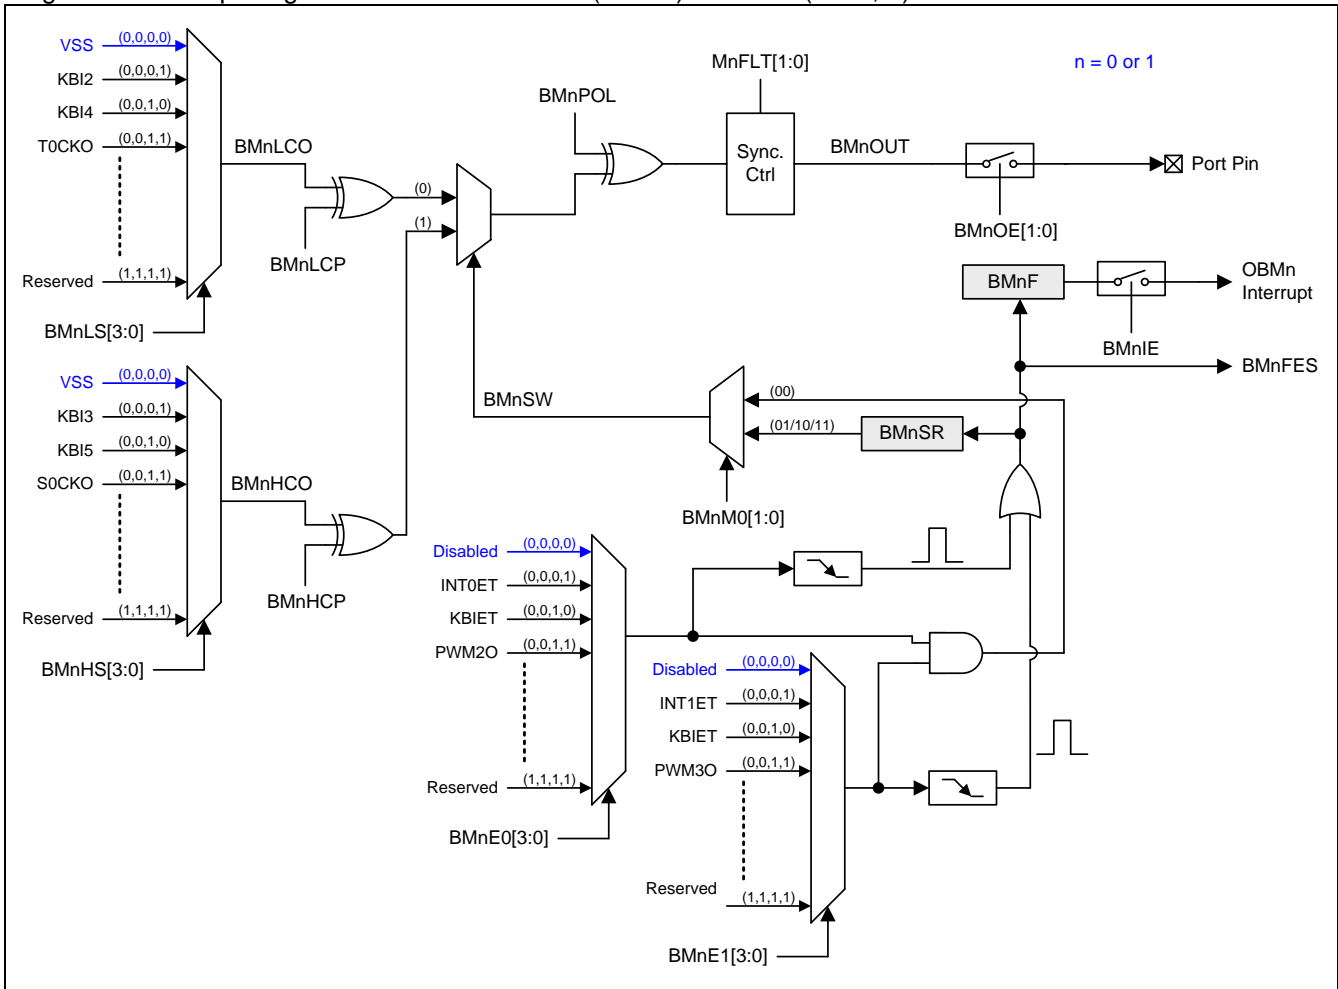 VSS (0,0,0,0)
KBI2 (0,0,0,1)
KBI4 (0,0,1,0)
T0CKO (0,0,1,1)
Reserved (1,1,1,1)
BMnLS[3:0]
BMnLCO
BMnLCP
(0)
(1)
BMnPOL
MnFLT[1:0]
n = 0 or 1
Sync.
Ctrl
BMnOUT
Port Pin
BMnOE[1:0]
BMnF
OBMn
Interrupt
BMnIE
BMnFES
VSS (0,0,0,0)
KBI3 (0,0,0,1)
KBI5 (0,0,1,0)
S0CKO (0,0,1,1)
Reserved (1,1,1,1)
BMnHS[3:0]
BMnHCO
BMnHCP
BMnSW
(00)
(01/10/11)
BMnSR
BMnM0[1:0]
Disabled (0,0,0,0)
INT0ET (0,0,0,1)
KBIET (0,0,1,0)
PWM2O (0,0,1,1)
Reserved (1,1,1,1)
BMnE0[3:0]
Disabled (0,0,0,0)
INT1ET (0,0,0,1)
KBIET (0,0,1,0)
PWM3O (0,0,1,1)
Reserved (1,1,1,1)
BMnE1[3:0]